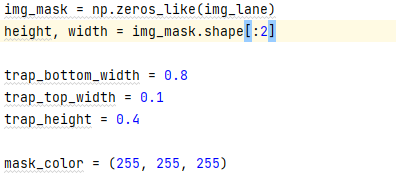 img_mask = np.zeros_like(img_lane)
height, width = img_mask.shape[:2]
trap_bottom_width = 0.8
trap_top_width = 0.1
trap_height = 0.4
mask_color = (255, 255, 255)